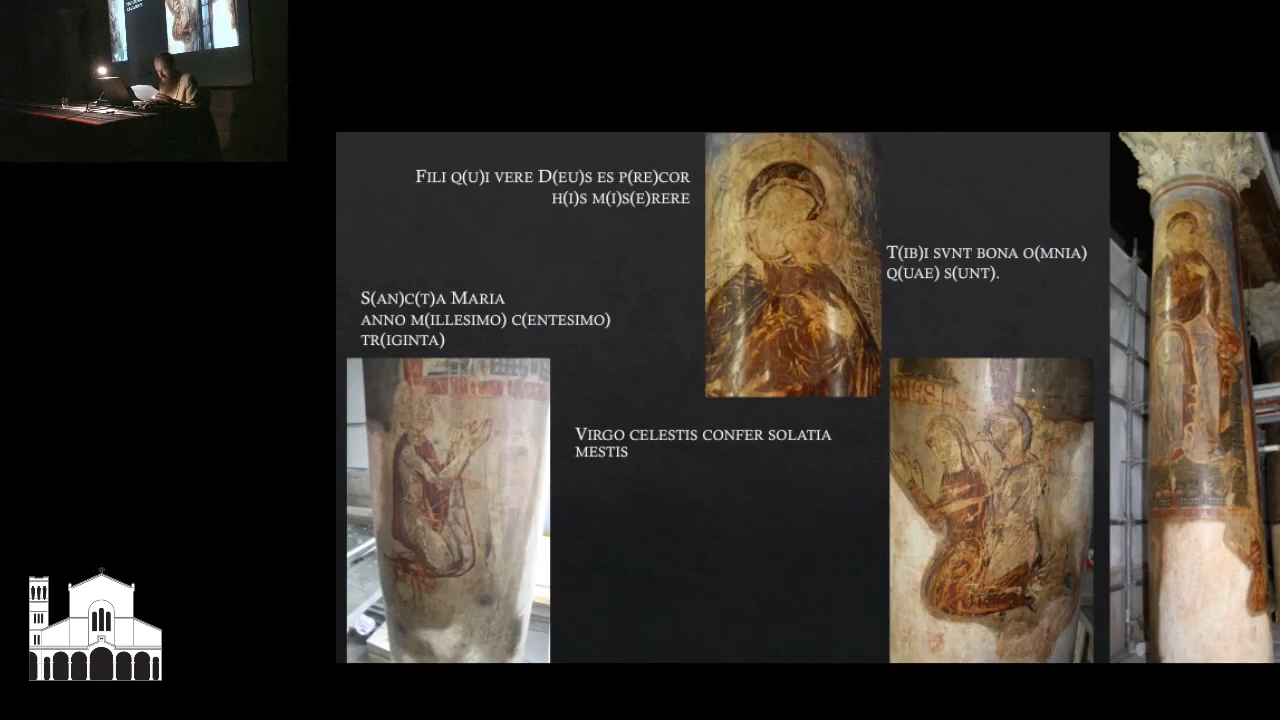 FILI Q(U)I VERE D(EU)S ES P(RE)COR
H(I)S M(I)S(E)RERE
T(IB)I SVNT BONA O(MNIA)
Q(UAE) S(UNT).
S(AN)C(T)A MARIA
ANNO M(ILLESIMO) C(ENTESIMO)
TR(IGINTA)
VIRGO CELESTIS CONFER SOLATIA
MESTIS